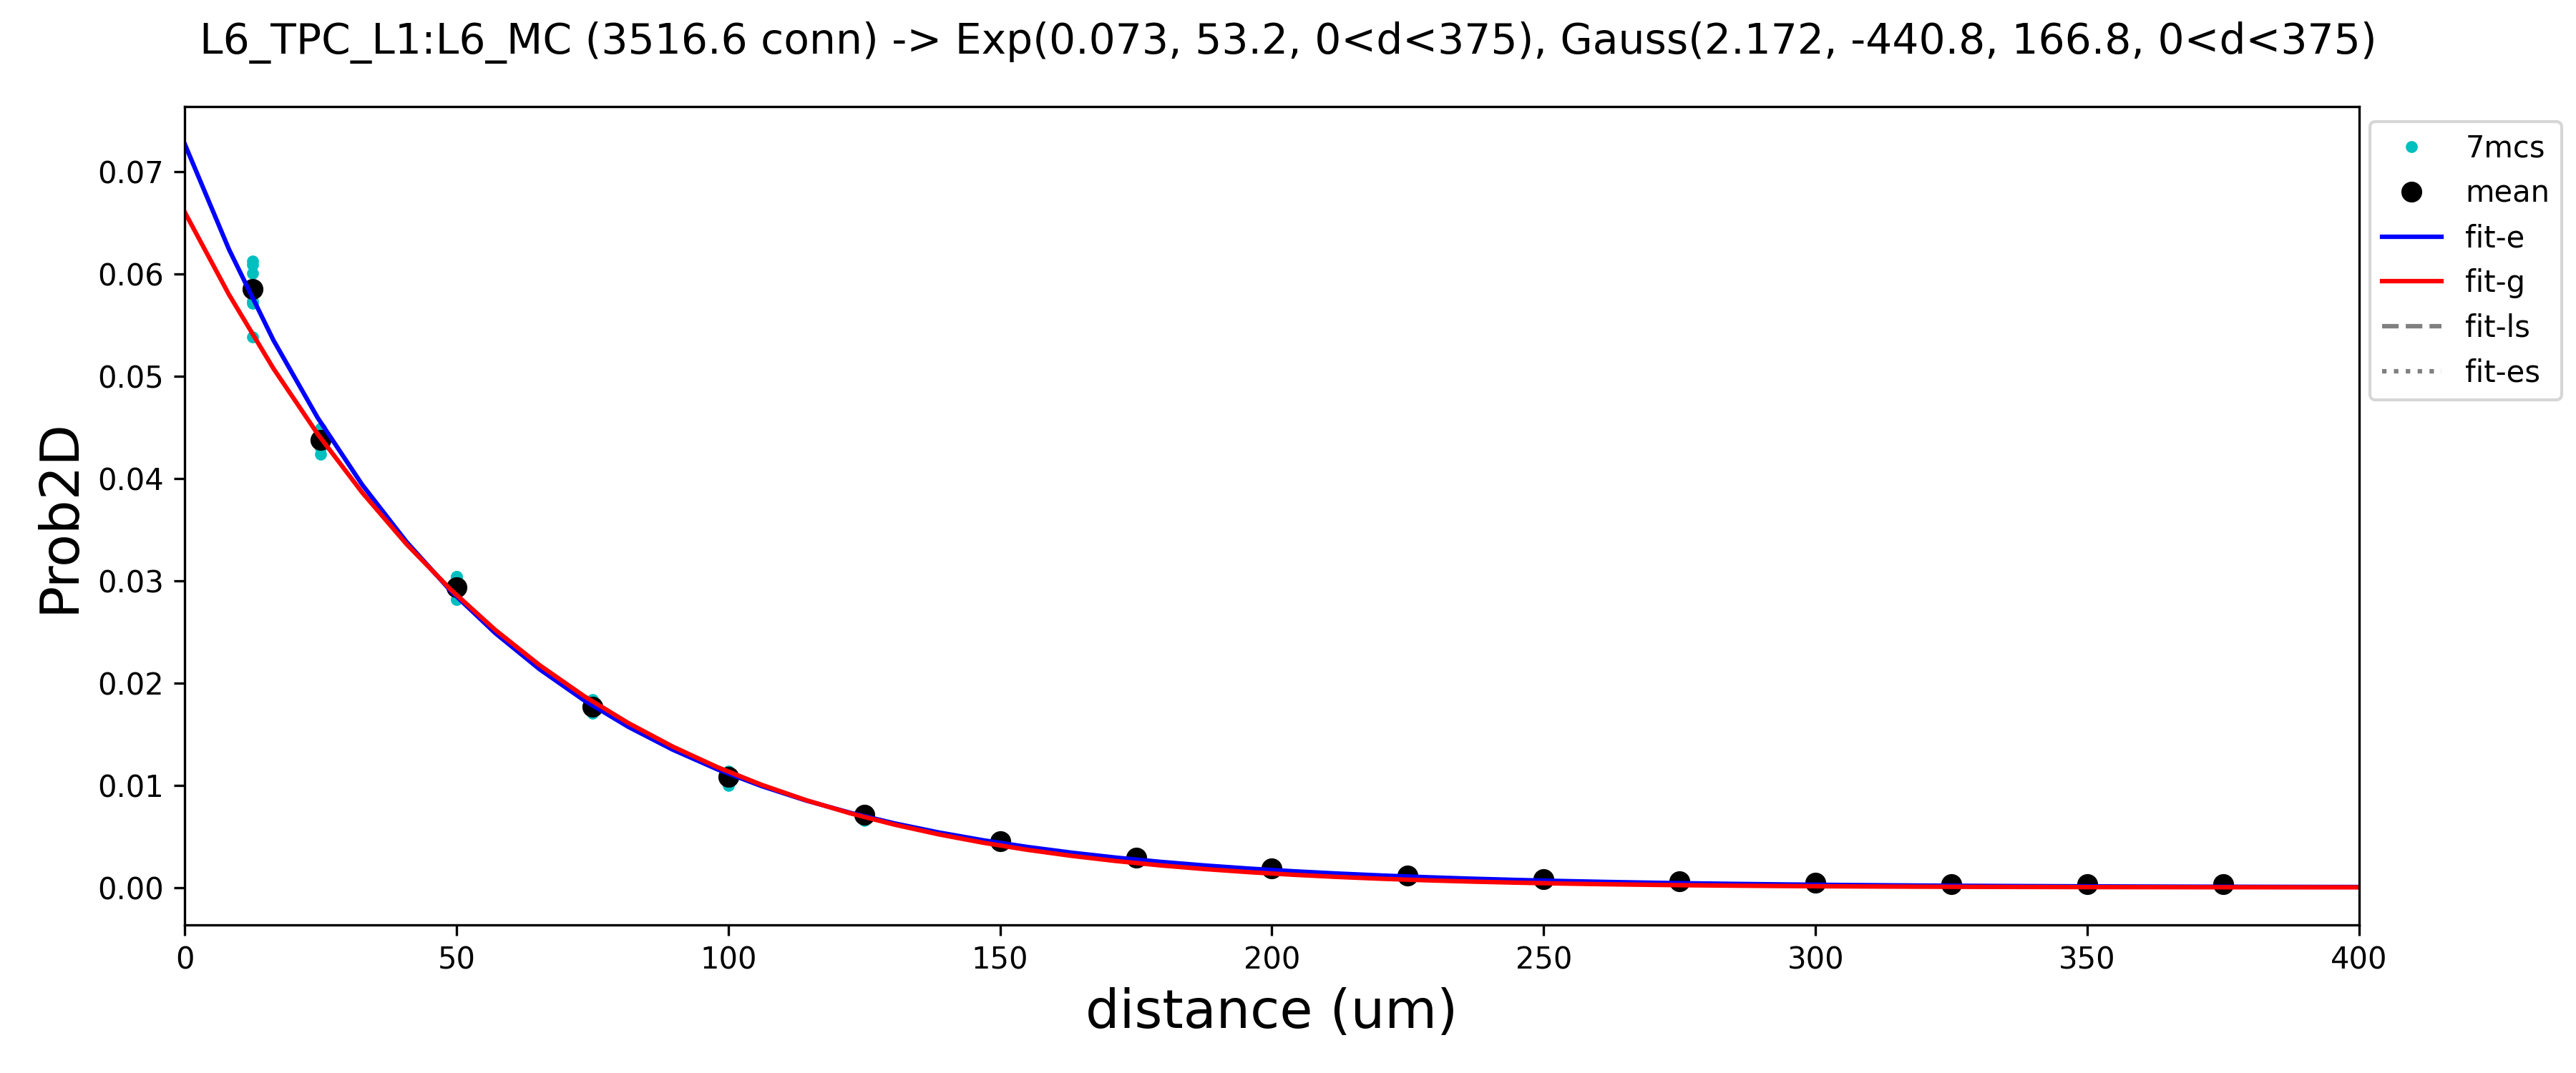 L6_TPC_L1:L6_MC (3516.6 conn) -> Exp(0.073, 53.2, 0<d<375), Gauss(2.172, -440.8, 166.8, 0<d<375)
7mcs
mean
fit-e
fit-g
fit-ls
fit-es
Prob2D
0.07
0.06
0.05
0.04
0.03
0.02
0.01
0.00
0 50 100 150 200 250 300 350 400
distance (um)